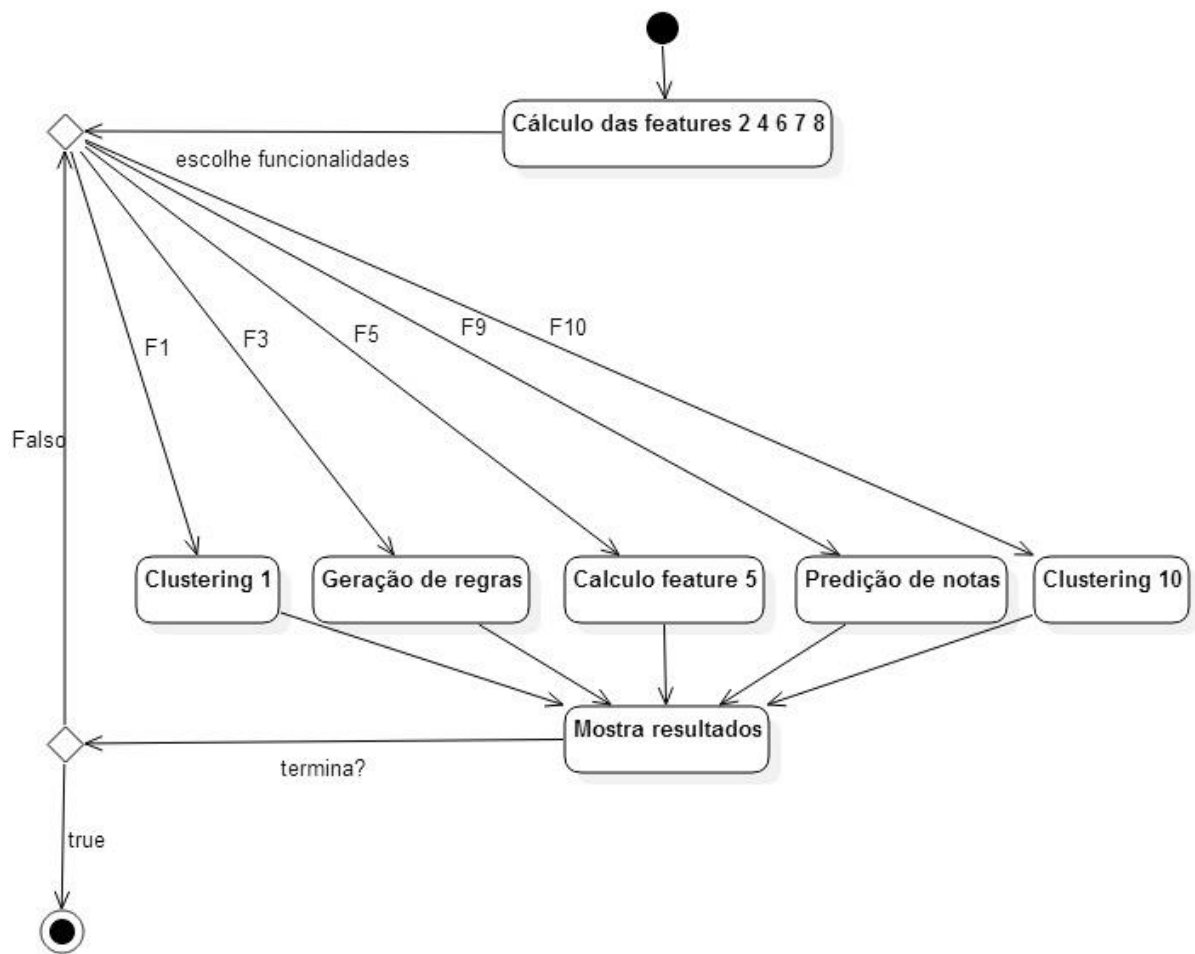 Cálculo das features 2 4 6 7 8
escolhe funcionalidades
F1
F3
F5
F9
F10
Falso
Clustering 1
Geração de regras
Calculo feature 5
Predição de notas
Clustering 10
Mostra resultados
termina?
true